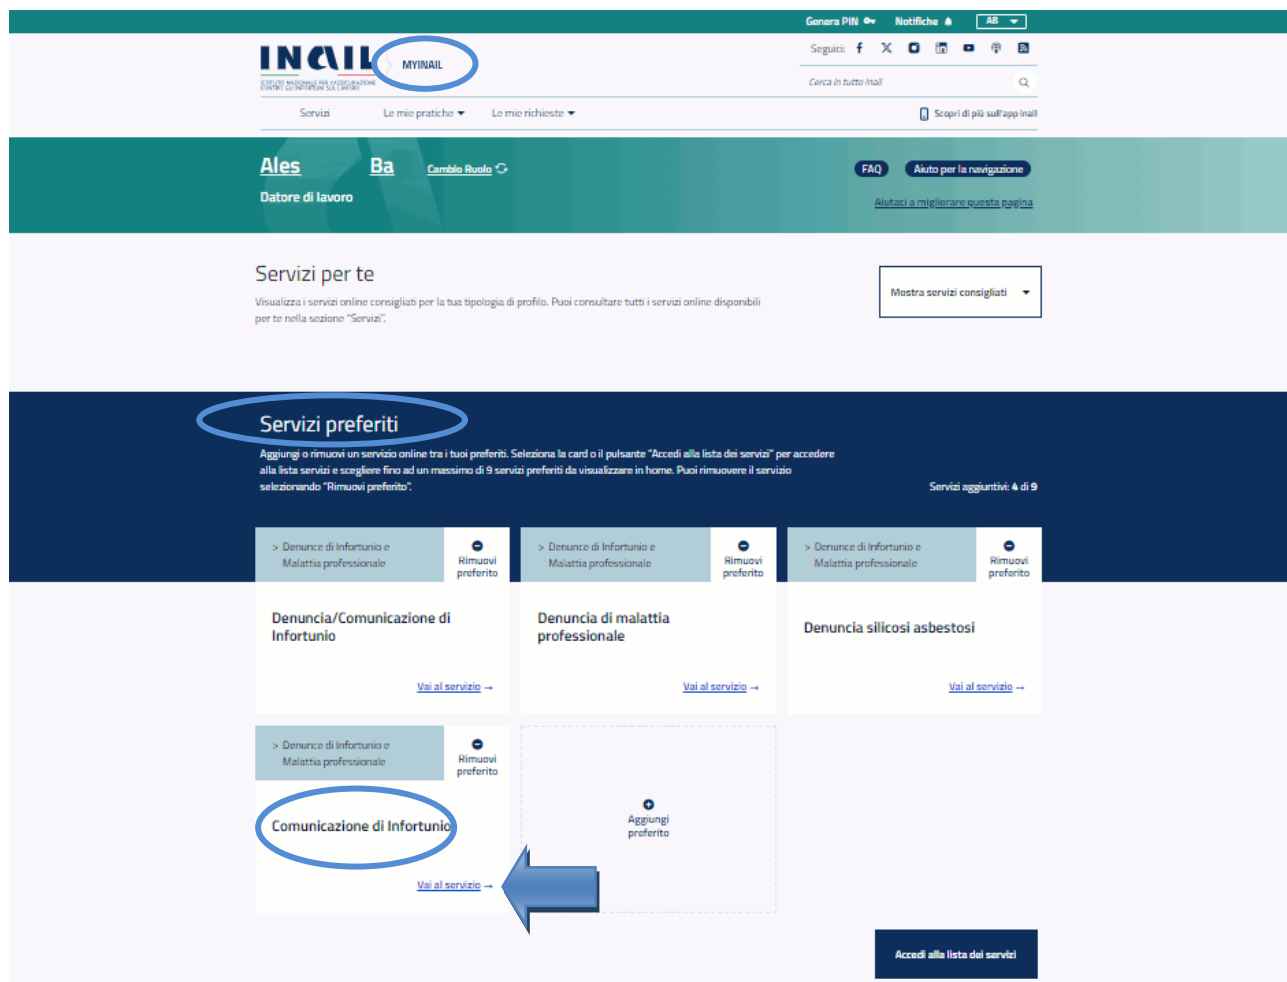 Genera PIN Notifiche AB
INAIL MYINAIL
ISTITUTO NAZIONALE PER L'ASSICURAZIONE
CONTRO GLI INFORTUNI SUL LAVORO
Seguici:
Cerca in tutto Inail
Servizi Le mie pratiche Le mie richieste Scopri di più sull'app Inail
Ales Ba Cambio Ruolo
Datore di lavoro
FAQ Aiuto per la navigazione
Aiutaci a migliorare questa pagina
Servizi per te
Visualizza i servizi online consigliati per la tua tipologia di profilo. Puoi consultare tutti i servizi online disponibili
per te nella sezione "Servizi".
Mostra servizi consigliati
Servizi preferiti
Aggiungi o rimuovi un servizio online tra i tuoi preferiti. Seleziona la card o il pulsante "Accedi alla lista dei servizi" per accedere
alla lista servizi e scegliere fino ad un massimo di 9 servizi preferiti da visualizzare in home. Puoi rimuovere il servizio
selezionando "Rimuovi preferito".
Servizi aggiuntivi: 4 di 9
> Denunce di Infortunio e
Malattia professionale
Rimuovi
preferito
Denuncia/Comunicazione di
Infortunio
Vai al servizio →
> Denunce di Infortunio e
Malattia professionale
Rimuovi
preferito
Denuncia di malattia
professionale
Vai al servizio →
> Denunce di Infortunio e
Malattia professionale
Rimuovi
preferito
Denuncia silicosi asbestosi
Vai al servizio →
> Denunce di Infortunio e
Malattia professionale
Rimuovi
preferito
Comunicazione di Infortunio
Vai al servizio →
Aggiungi
preferito
Accedi alla lista dei servizi